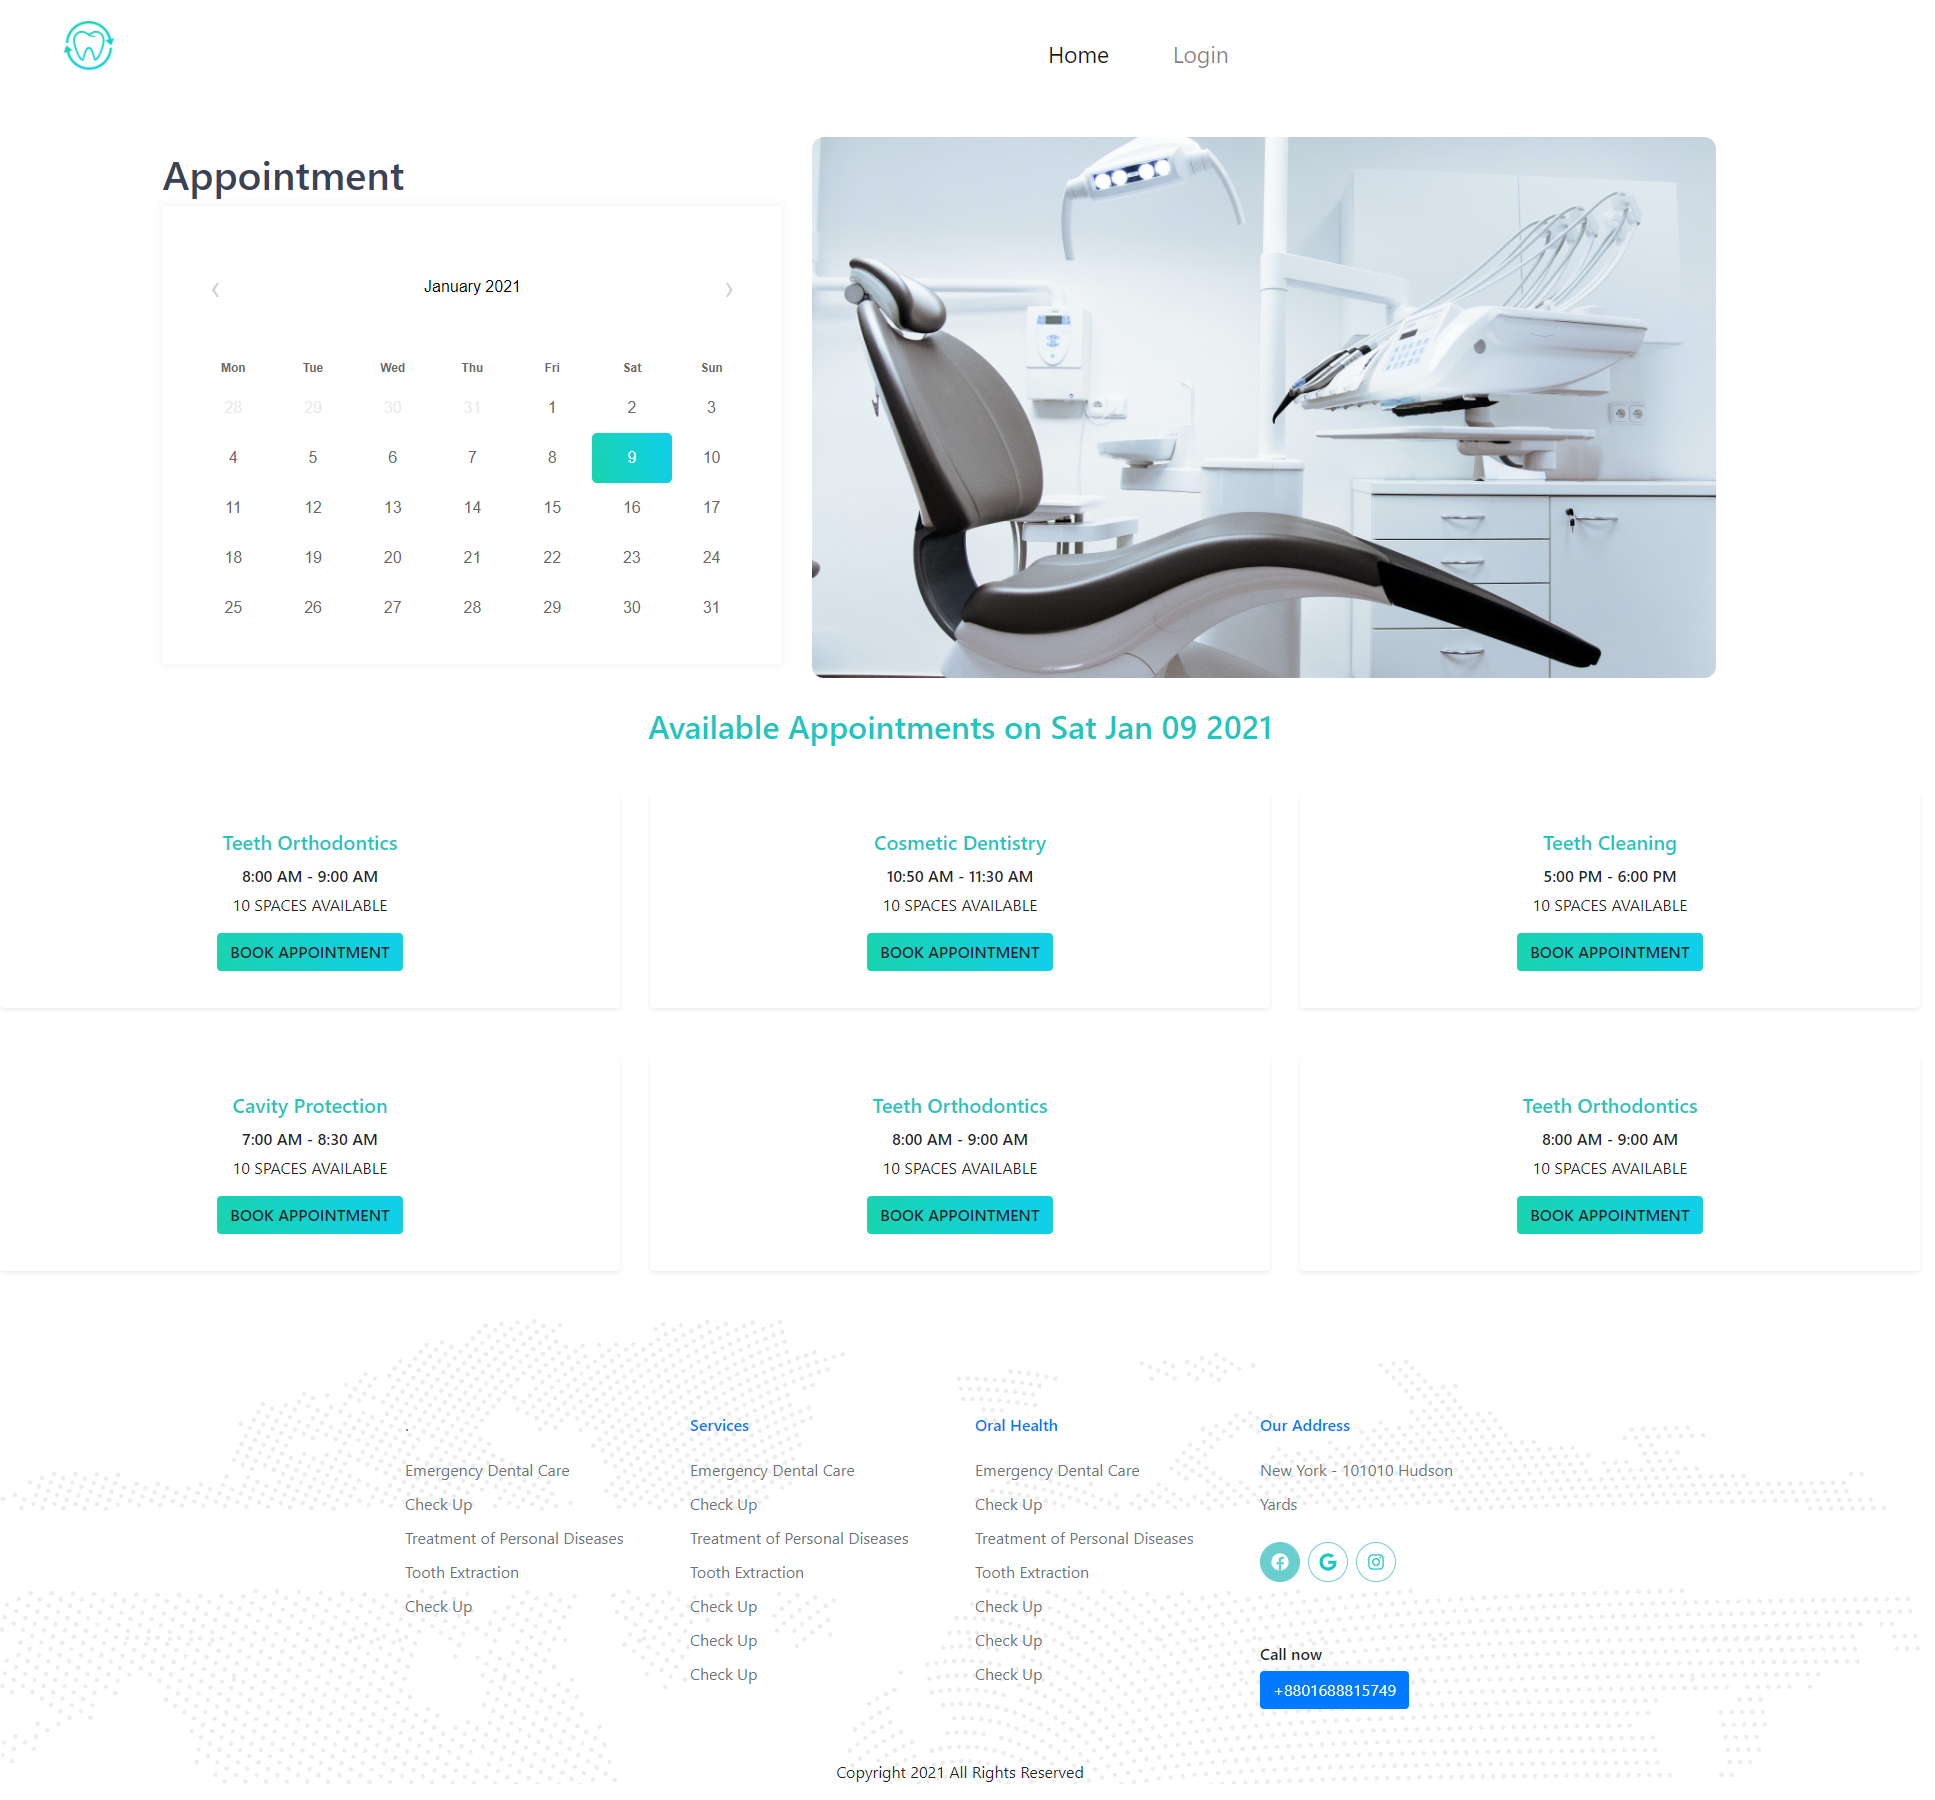 Home Login
Appointment
‹ January 2021 ›
Mon Tue Wed Thu Fri Sat Sun
28 29 30 31 1 2 3
4 5 6 7 8 9 10
11 12 13 14 15 16 17
18 19 20 21 22 23 24
25 26 27 28 29 30 31
Available Appointments on Sat Jan 09 2021
Teeth Orthodontics
8:00 AM - 9:00 AM
10 SPACES AVAILABLE
BOOK APPOINTMENT
Cosmetic Dentistry
10:50 AM - 11:30 AM
10 SPACES AVAILABLE
BOOK APPOINTMENT
Teeth Cleaning
5:00 PM - 6:00 PM
10 SPACES AVAILABLE
BOOK APPOINTMENT
Cavity Protection
7:00 AM - 8:30 AM
10 SPACES AVAILABLE
BOOK APPOINTMENT
Teeth Orthodontics
8:00 AM - 9:00 AM
10 SPACES AVAILABLE
BOOK APPOINTMENT
Teeth Orthodontics
8:00 AM - 9:00 AM
10 SPACES AVAILABLE
BOOK APPOINTMENT
.
Emergency Dental Care
Check Up
Treatment of Personal Diseases
Tooth Extraction
Check Up
Services
Emergency Dental Care
Check Up
Treatment of Personal Diseases
Tooth Extraction
Check Up
Check Up
Check Up
Oral Health
Emergency Dental Care
Check Up
Treatment of Personal Diseases
Tooth Extraction
Check Up
Check Up
Check Up
Our Address
New York - 101010 Hudson
Yards
Call now
+8801688815749
Copyright 2021 All Rights Reserved